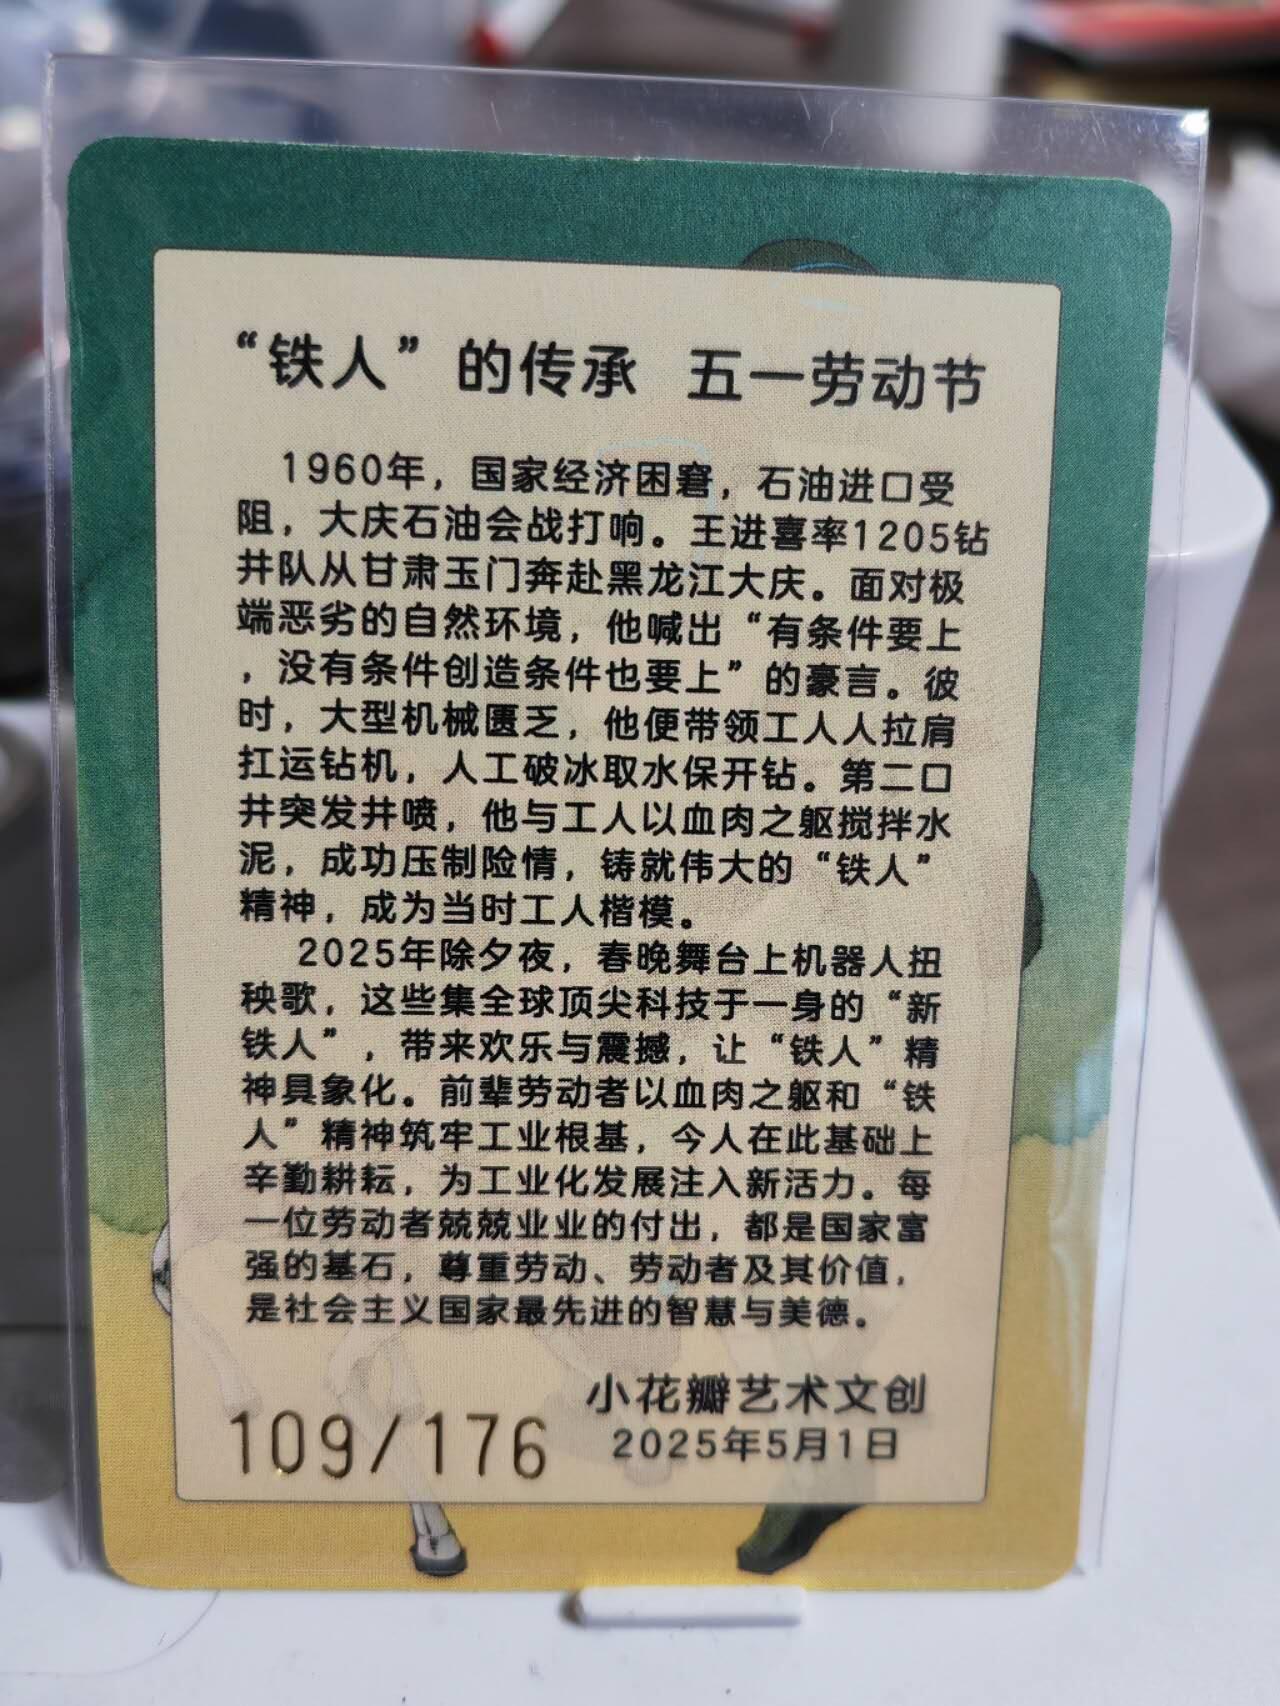 “铁人”的传承 五一劳动节
1960年，国家经济困窘，石油进口受
阻，大庆石油会战打响。王进喜率1205钻
井队从甘肃玉门奔赴黑龙江大庆。面对极
端恶劣的自然环境，他喊出“有条件要上
，没有条件创造条件也要上”的豪言。彼
时，大型机械匮乏，他便带领工人人拉肩
扛运钻机，人工破冰取水保开钻。第二口
井突发井喷，他与工人以血肉之躯搅拌水
泥，成功压制险情，铸就伟大的“铁人”
精神，成为当时工人楷模。
2025年除夕夜，春晚舞台上机器人扭
秧歌，这些集全球顶尖科技于一身的“新
铁人”，带来欢乐与震撼，让“铁人”精
神具象化。前辈劳动者以血肉之躯和“铁
人”精神筑牢工业根基，今人在此基础上
辛勤耕耘，为工业化发展注入新活力。每
一位劳动者兢兢业业的付出，都是国家富
强的基石，尊重劳动、劳动者及其价值，
是社会主义国家最先进的智慧与美德。
小花瓣艺术文创
2025年5月1日
109/176